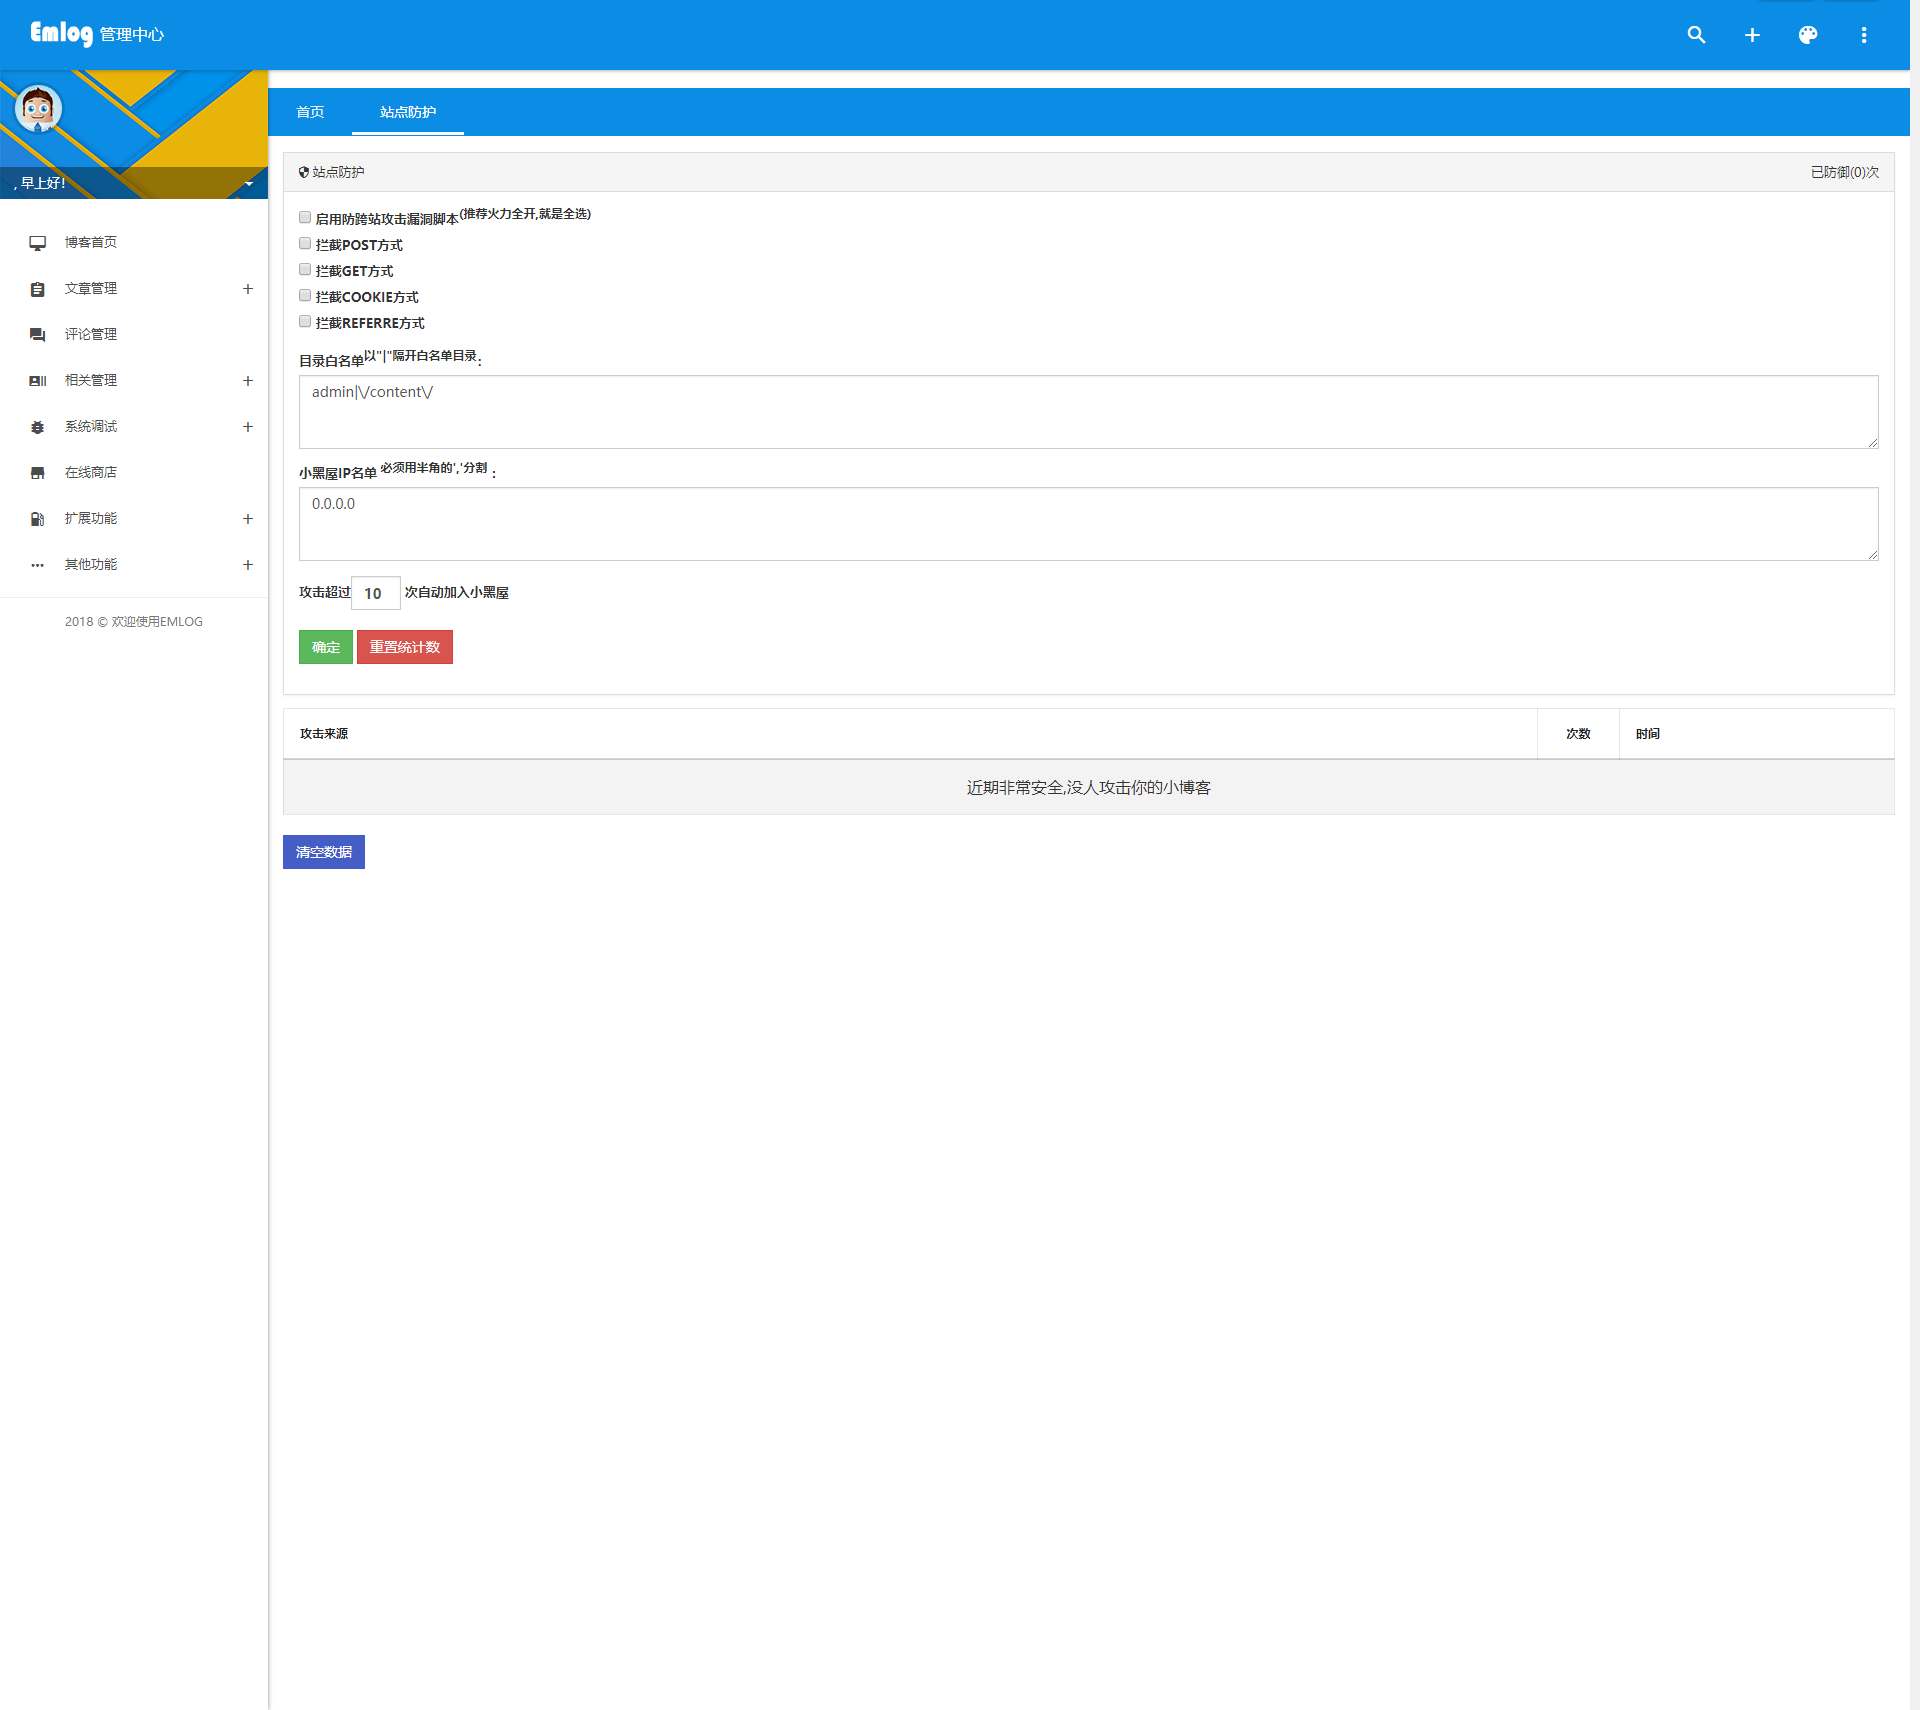 Emlog 管理中心
, 早上好!
博客首页
文章管理
评论管理
相关管理
系统调试
在线商店
扩展功能
其他功能
2018 © 欢迎使用EMLOG
首页 站点防护
站点防护 已防御(0)次
启用防跨站攻击漏洞脚本(推荐火力全开,就是全选)
拦截POST方式
拦截GET方式
拦截COOKIE方式
拦截REFERRE方式
目录白名单以"|"隔开白名单目录：
admin|\/content\/
小黑屋IP名单 必须用半角的','分割 ：
0.0.0.0
攻击超过 10 次自动加入小黑屋
确定 重置统计数
攻击来源 次数 时间
近期非常安全,没人攻击你的小博客
清空数据